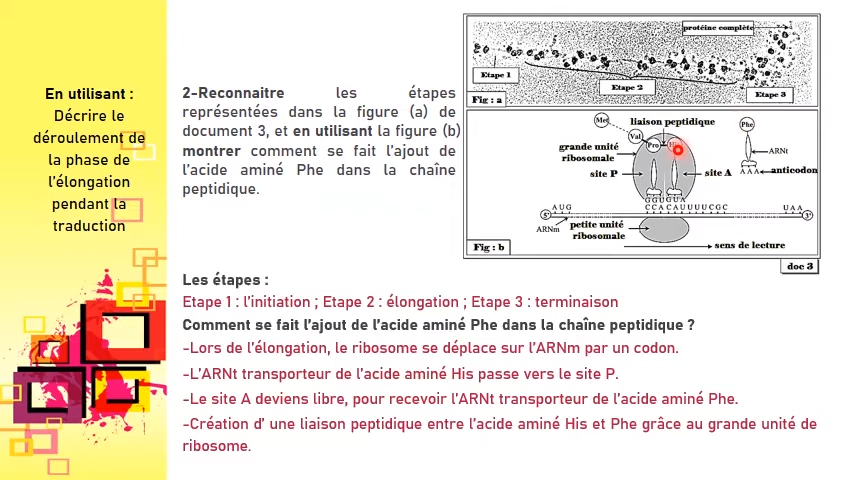 En utilisant :
Décrire le
déroulement de
la phase de
l'élongation
pendant la
traduction
2-Reconnaitre les étapes
représentées dans la figure (a) de
document 3, et en utilisant la figure (b)
montrer comment se fait l'ajout de
l'acide aminé Phe dans la chaîne
peptidique.
protéine complète
Etape 1
Etape 2
Etape 3
Fig : a
Met
liaison peptidique
Phe
Val
grande unité
ribosomale
Pro
ARNt
site P
site A
AAA
anticodon
GGUGUA
AUG
CCACAUUUUCGC
UAA
5'
3'
ARNm
petite unité
ribosomale
Fig : b
sens de lecture
doc 3
Les étapes :
Etape 1 : l'initiation ; Etape 2 : élongation ; Etape 3 : terminaison
Comment se fait l'ajout de l'acide aminé Phe dans la chaîne peptidique ?
-Lors de l'élongation, le ribosome se déplace sur l'ARNm par un codon.
-L'ARNt transporteur de l'acide aminé His passe vers le site P.
-Le site A deviens libre, pour recevoir l'ARNt transporteur de l'acide aminé Phe.
-Création d' une liaison peptidique entre l'acide aminé His et Phe grâce au grande unité de
ribosome.